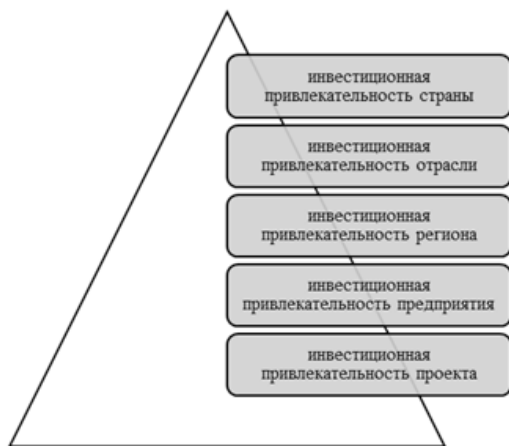 инвестиционная
привлекательность страны
инвестиционная
привлекательность отрасли
инвестиционная
привлекательность региона
инвестиционная
привлекательность предприятия
инвестиционная
привлекательность проекта